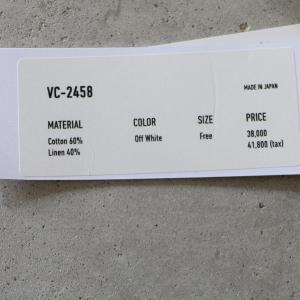 VC-2458
MADE IN JAPAN
MATERIAL COLOR SIZE PRICE
Cotton 60% Off White Free 38,000
Linen 40% 41,800 (tax)